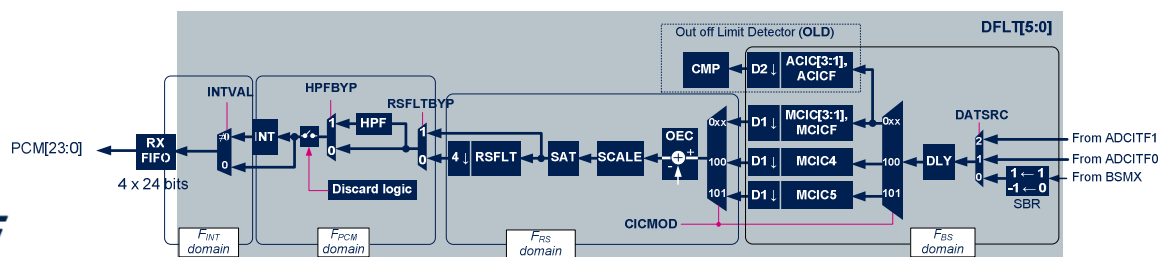 Out off Limit Detector (OLD)
DFLT[5:0]
CMP
D2 ↓
ACIC[3:1],
ACICF
INTVAL
HPFBYP
RSFLTBYP
DATSRC
PCM[23:0]
RX
FIFO
4 x 24 bits
≠0
0
INT
1
0
HPF
Discard logic
1
0
4 ↓
RSFLT
SAT
SCALE
OEC
+
-
0xx
100
101
D1 ↓
MCIC[3:1],
MCICF
D1 ↓
MCIC4
D1 ↓
MCIC5
CICMOD
0xx
100
101
DLY
2
1
0
1 ← 1
-1 ← 0
SBR
From ADCITF1
From ADCITF0
From BSMX
FINT
domain
FPCM
domain
FRS
domain
FBS
domain